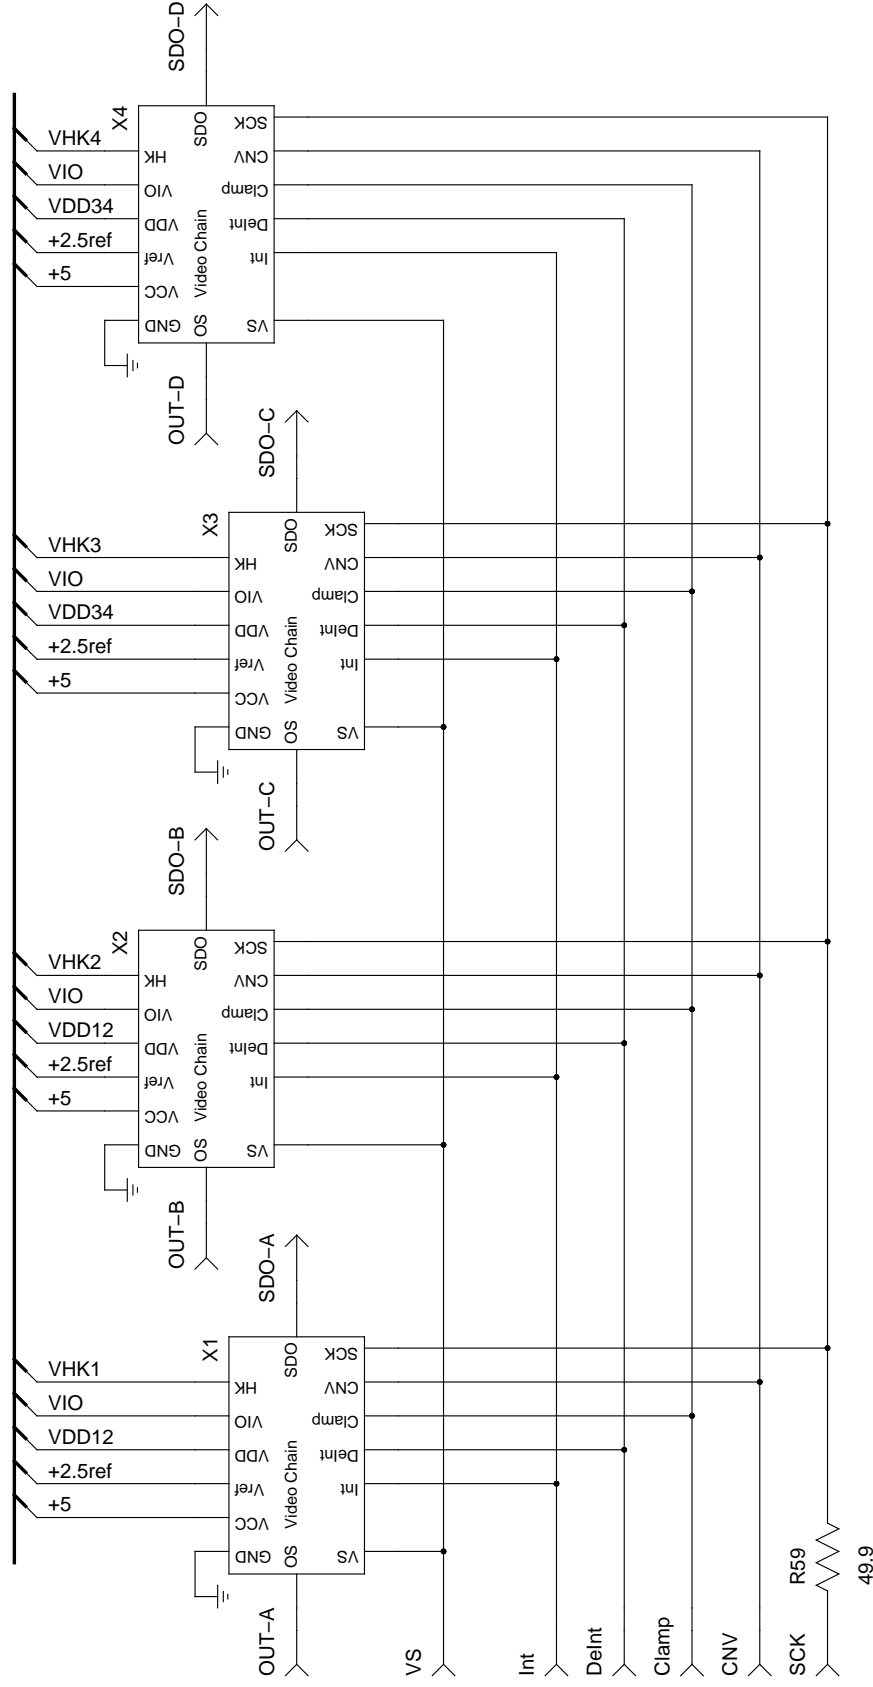 SDO-D
X4
VHK4
VIO
VDD34
+2.5ref
+5
HK
VIO
VDD
Vref
VCC
GND
SDO
Video Chain
OS
SCK
CNV
Clamp
DeInt
Int
VS
OUT-D
SDO-C
X3
VHK3
VIO
VDD34
+2.5ref
+5
HK
VIO
VDD
Vref
VCC
GND
SDO
Video Chain
OS
SCK
CNV
Clamp
DeInt
Int
VS
OUT-C
SDO-B
X2
VHK2
VIO
VDD12
+2.5ref
+5
HK
VIO
VDD
Vref
VCC
GND
SDO
Video Chain
OS
SCK
CNV
Clamp
DeInt
Int
VS
OUT-B
SDO-A
X1
VHK1
VIO
VDD12
+2.5ref
+5
HK
VIO
VDD
Vref
VCC
GND
SDO
Video Chain
OS
SCK
CNV
Clamp
DeInt
Int
VS
OUT-A
VS
Int
DeInt
Clamp
CNV
SCK
R59
49.9